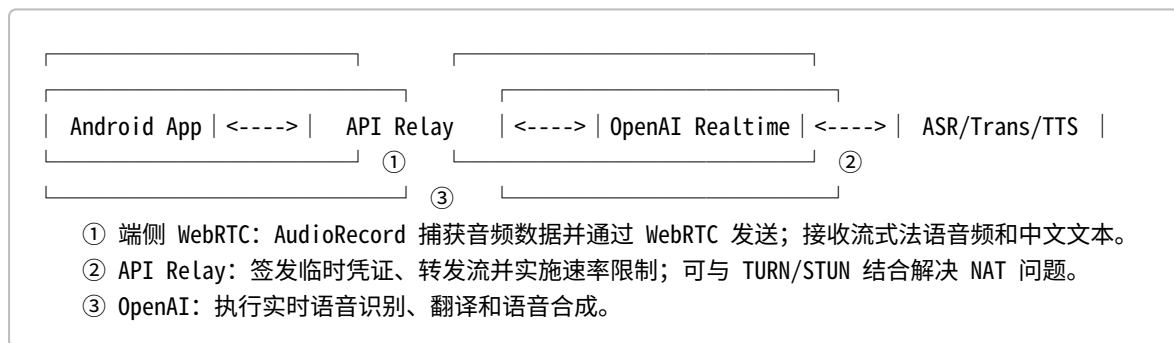 Android App | <----> | API Relay | <----> | OpenAI Realtime | <----> | ASR/Trans/TTS |
①
②
③
① 端侧 WebRTC：AudioRecord 捕获音频数据并通过 WebRTC 发送；接收流式法语音频和中文文本。
② API Relay：签发临时凭证、转发流并实施速率限制；可与 TURN/STUN 结合解决 NAT 问题。
③ OpenAI：执行实时语音识别、翻译和语音合成。